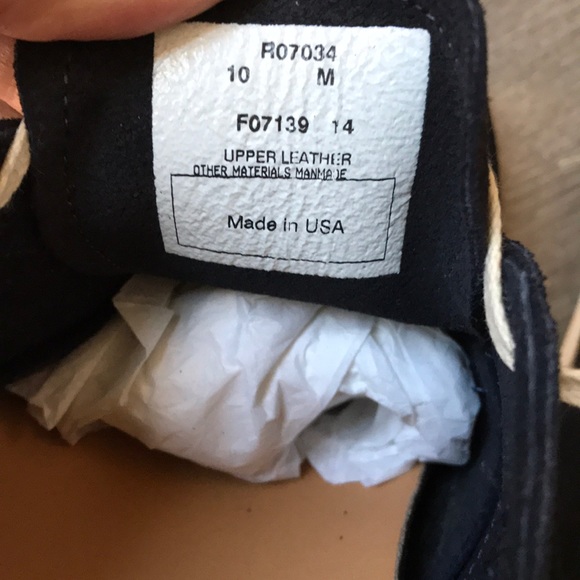 R07034
10 M
F07139 14
UPPER LEATHER
OTHER MATERIALS MANMADE
Made in USA